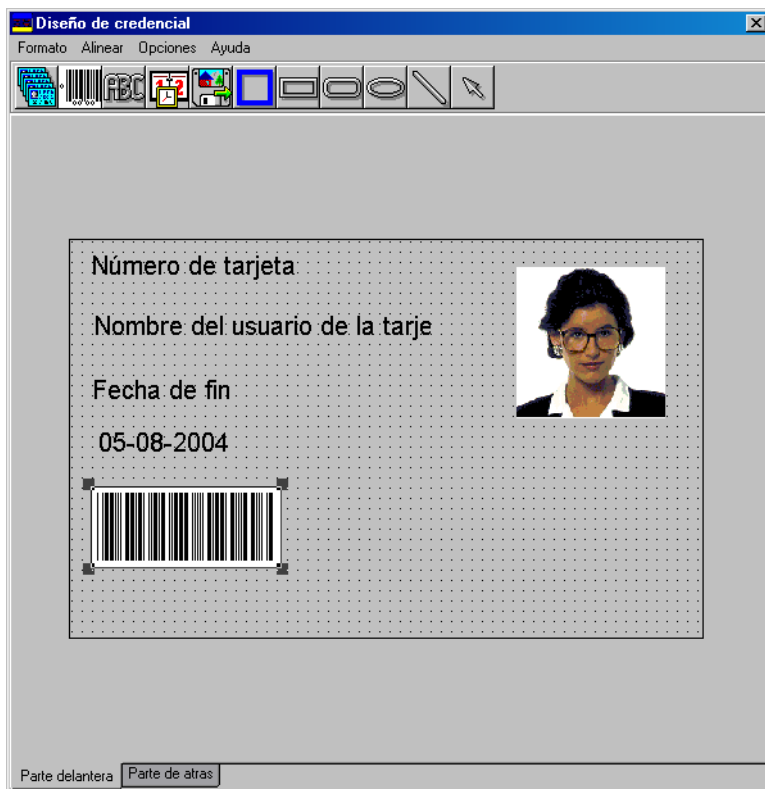 Diseño de credencial
Formato Alinear Opciones Ayuda
ABC
Número de tarjeta
Nombre del usuario de la tarje
Fecha de fin
05-08-2004
Parte delantera Parte de atras